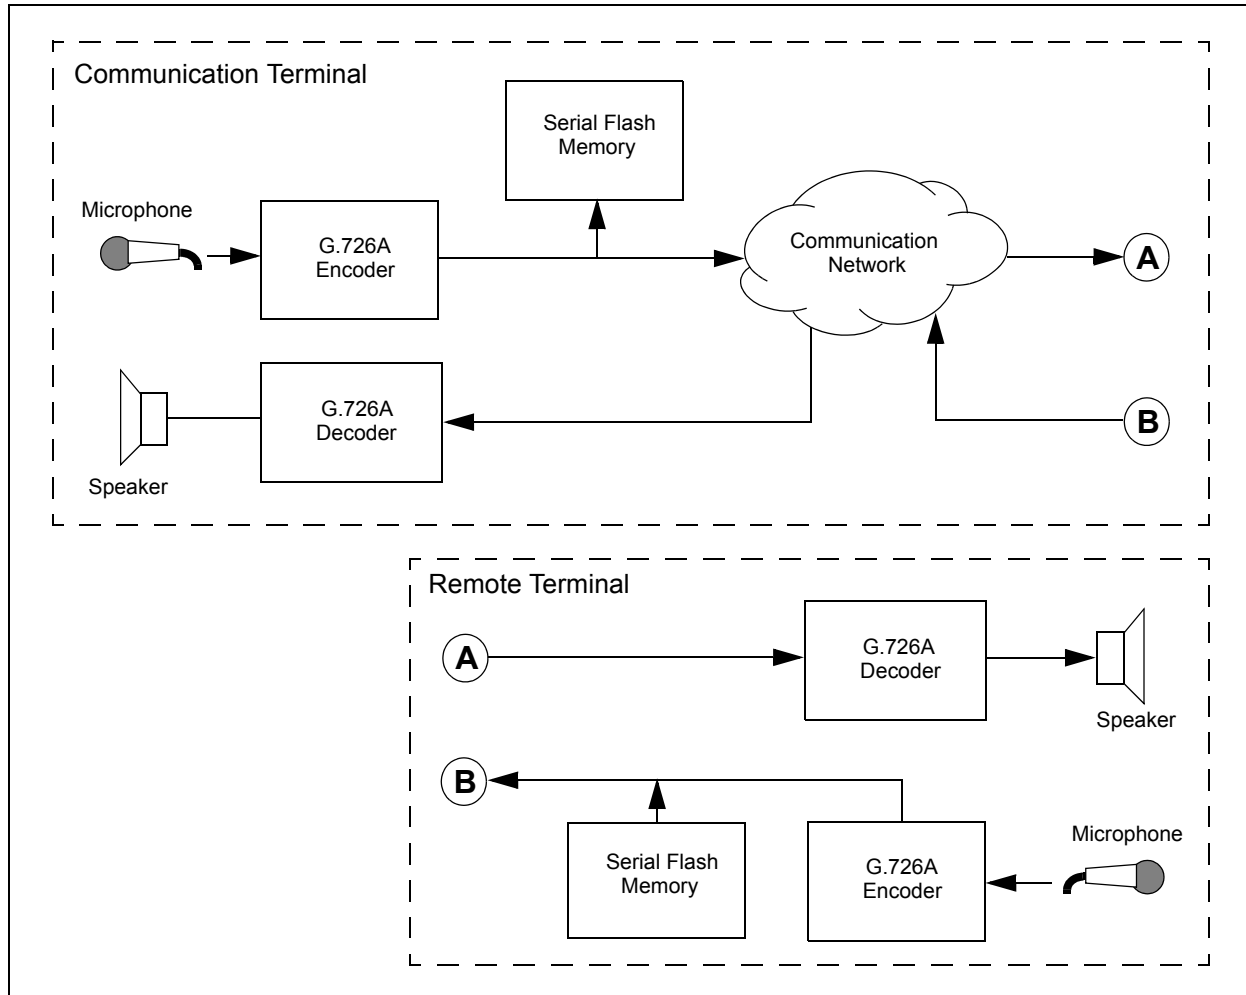 Communication Terminal
Serial Flash
Memory
Microphone
G.726A
Encoder
Communication
Network
A
G.726A
Decoder
B
Speaker
Remote Terminal
A
G.726A
Decoder
Speaker
B
Serial Flash
Memory
G.726A
Encoder
Microphone